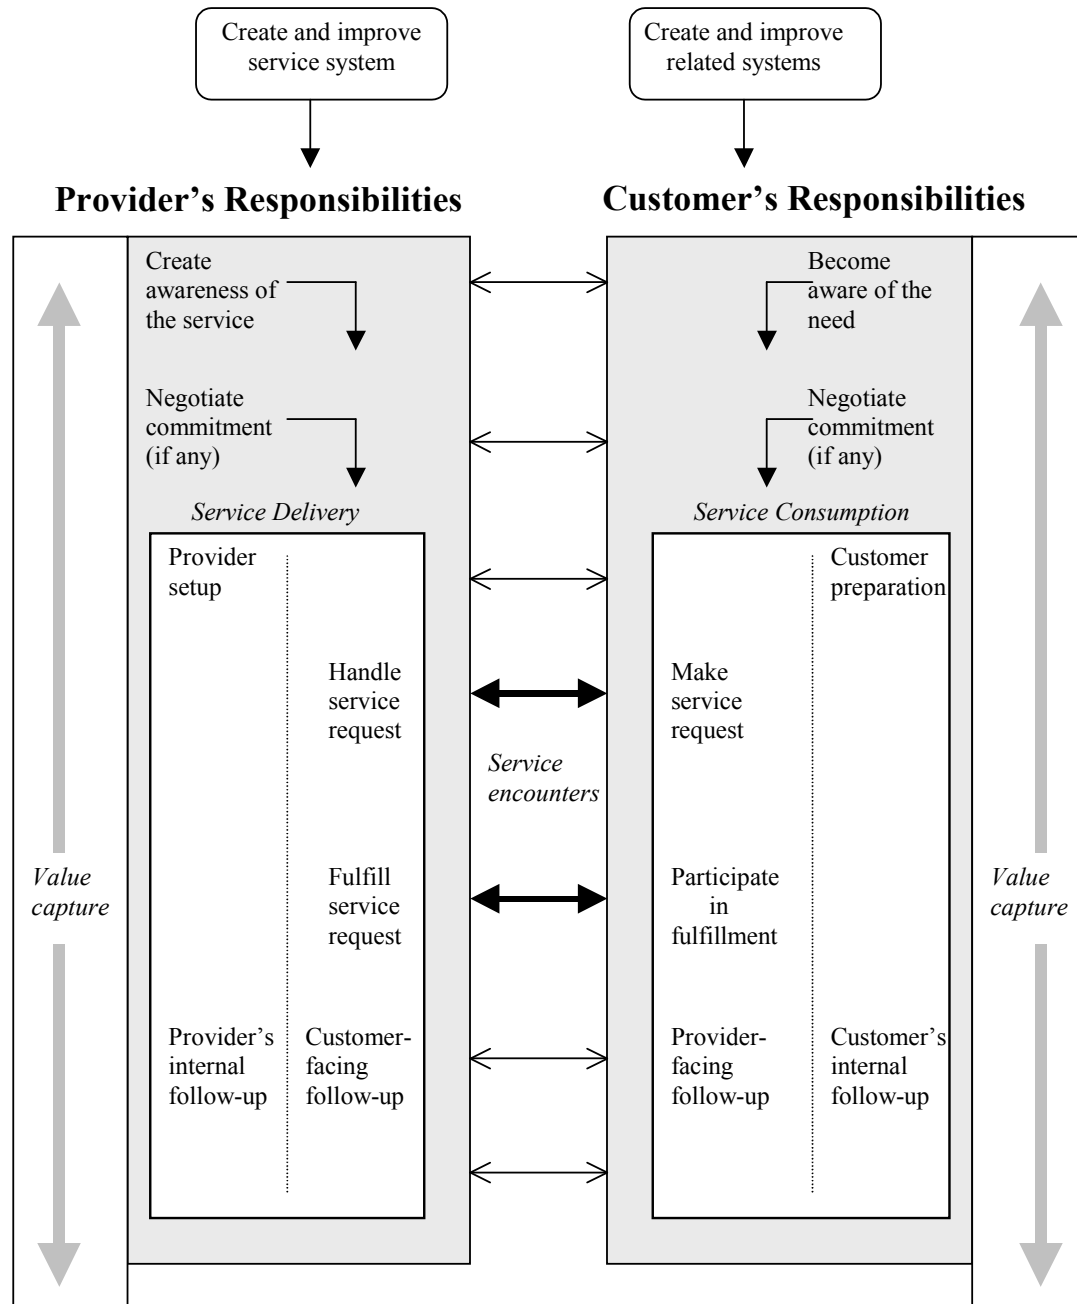 Create and improve
service system
Create and improve
related systems
Provider’s Responsibilities
Customer’s Responsibilities
Create
awareness of
the service
Become
aware of the
need
Negotiate
commitment
(if any)
Negotiate
commitment
(if any)
Service Delivery
Service Consumption
Provider
setup
Customer
preparation
Handle
service
request
Make
service
request
Service
encounters
Value
capture
Fulfill
service
request
Participate
in
fulfillment
Value
capture
Provider’s
internal
follow-up
Customer-
facing
follow-up
Provider-
facing
follow-up
Customer’s
internal
follow-up